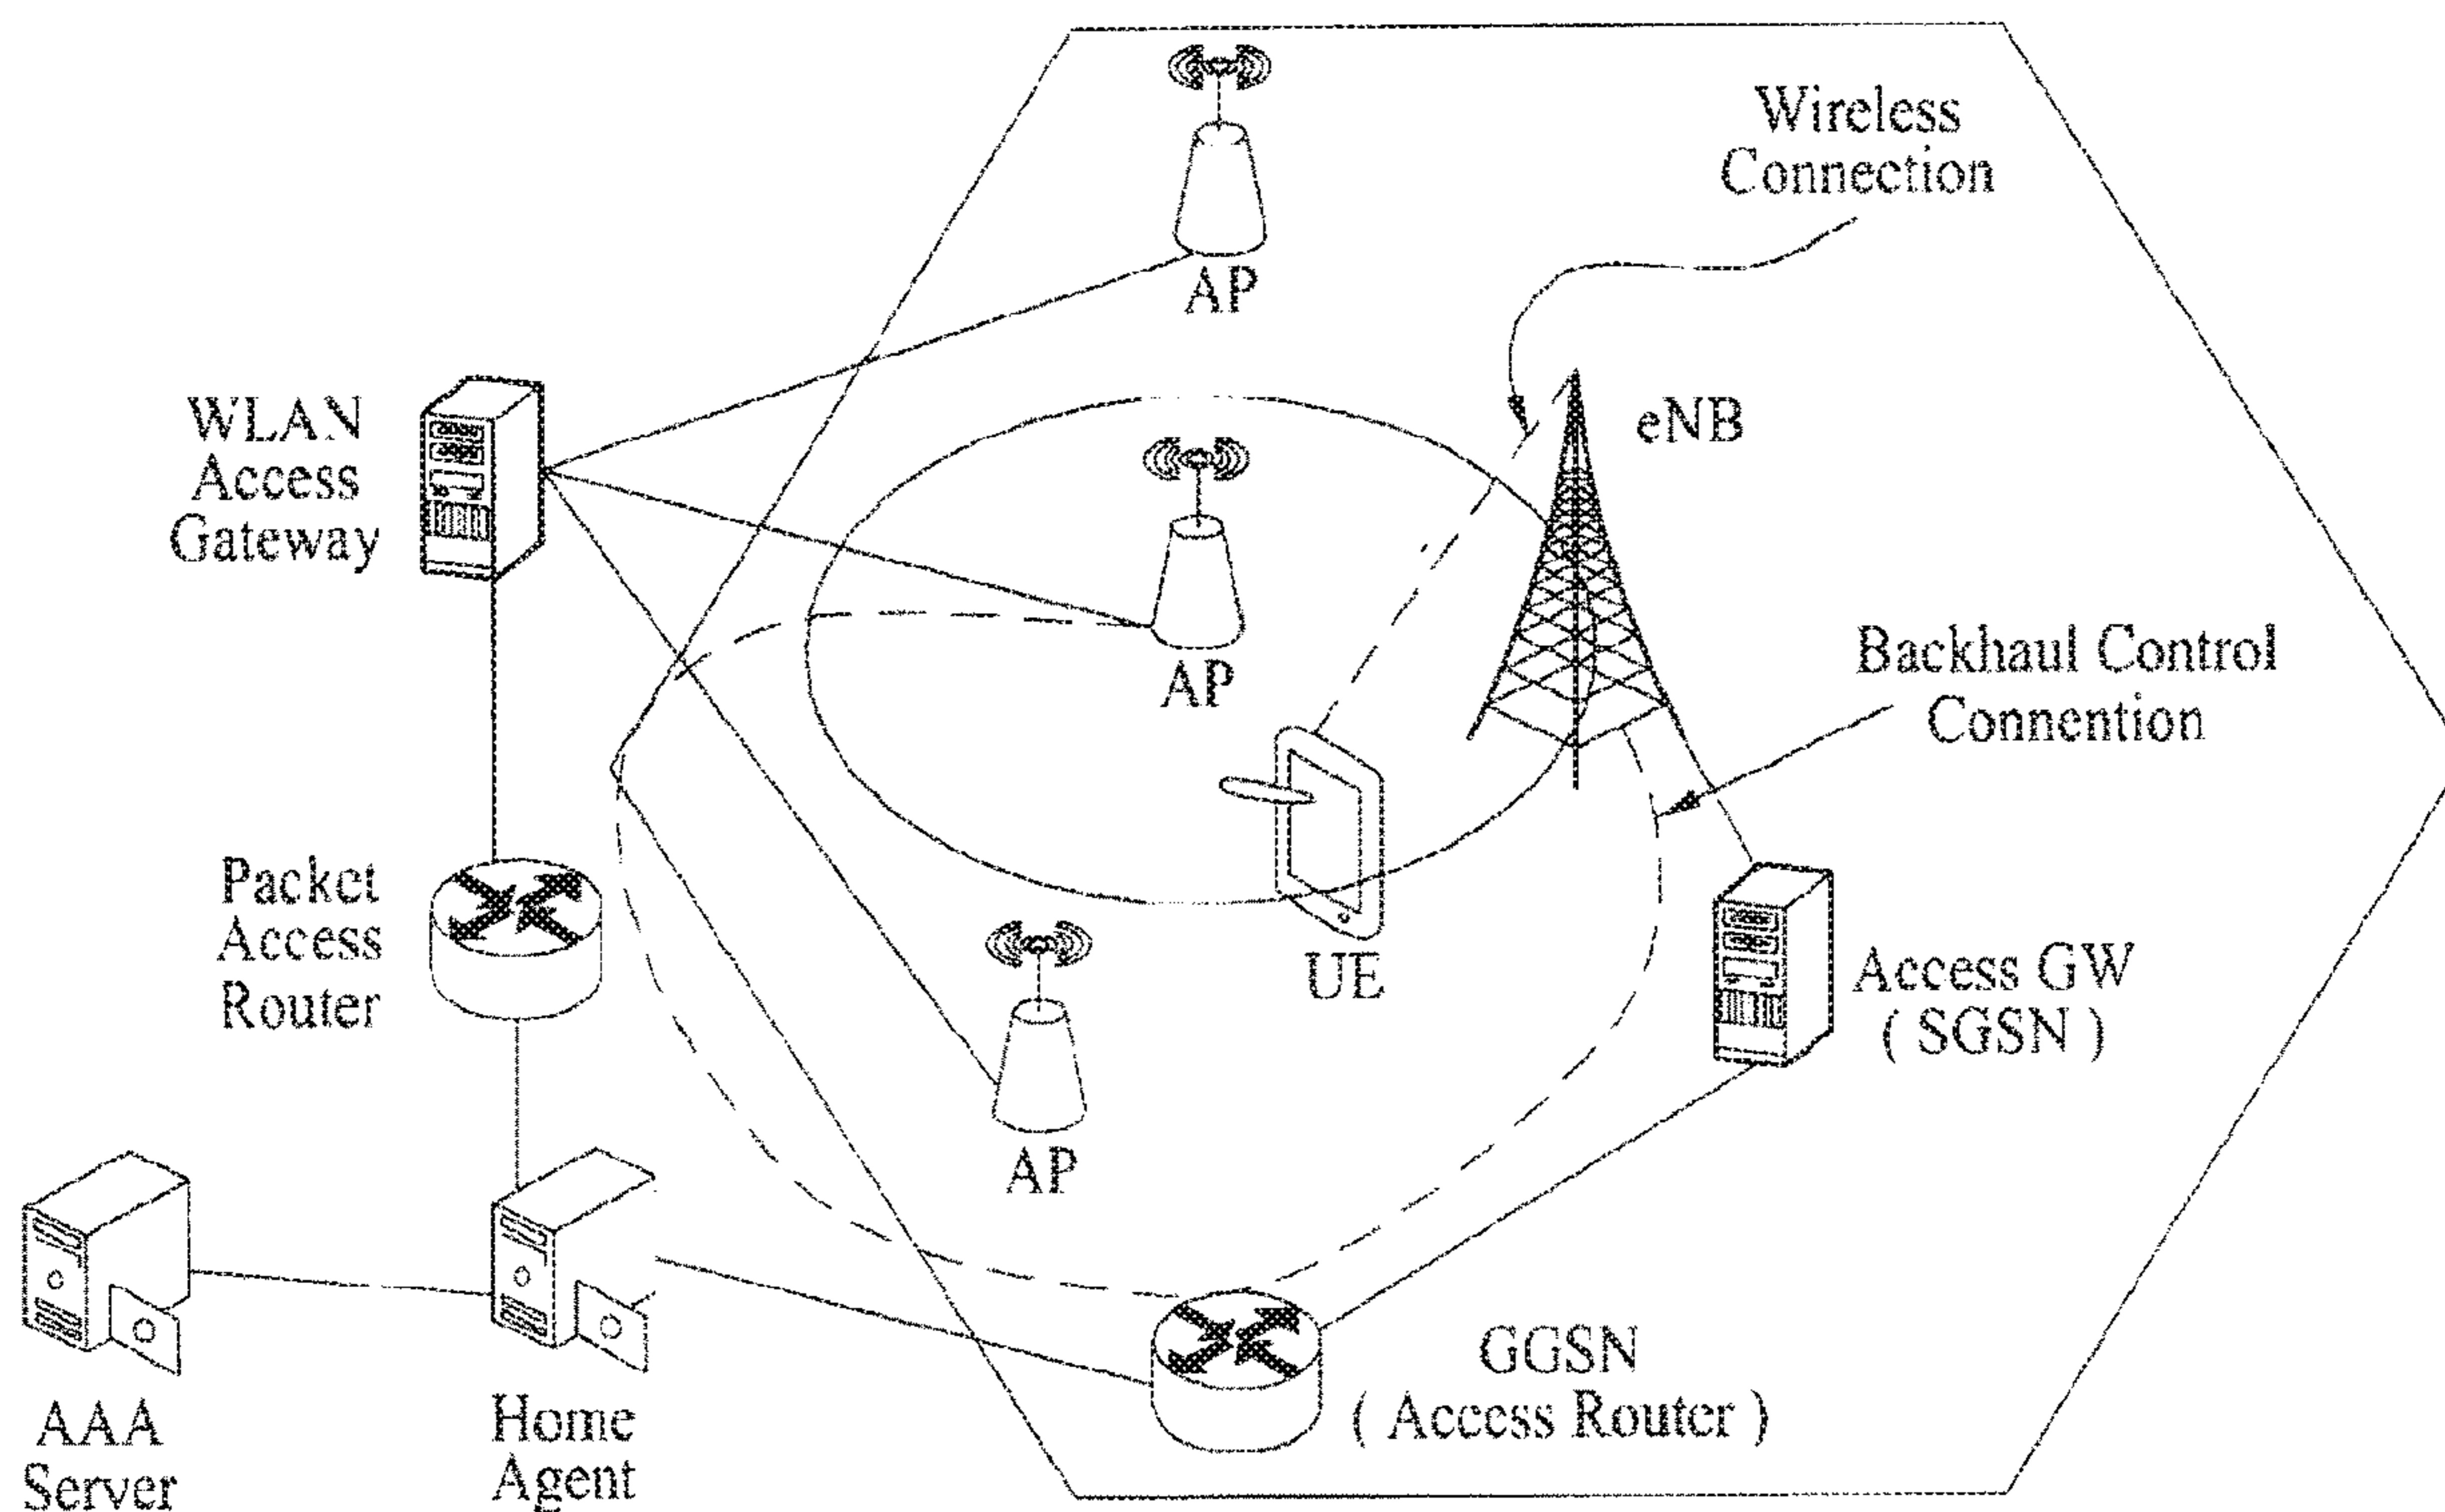 Wireless
Connection
AP
WLAN
Access
Gateway
eNB
AP
Backhaul Control
Connention
Packet
Access
Router
UE
Access GW
( SGSN )
AP
GGSN
( Access Router )
AAA
Server
Home
Agent